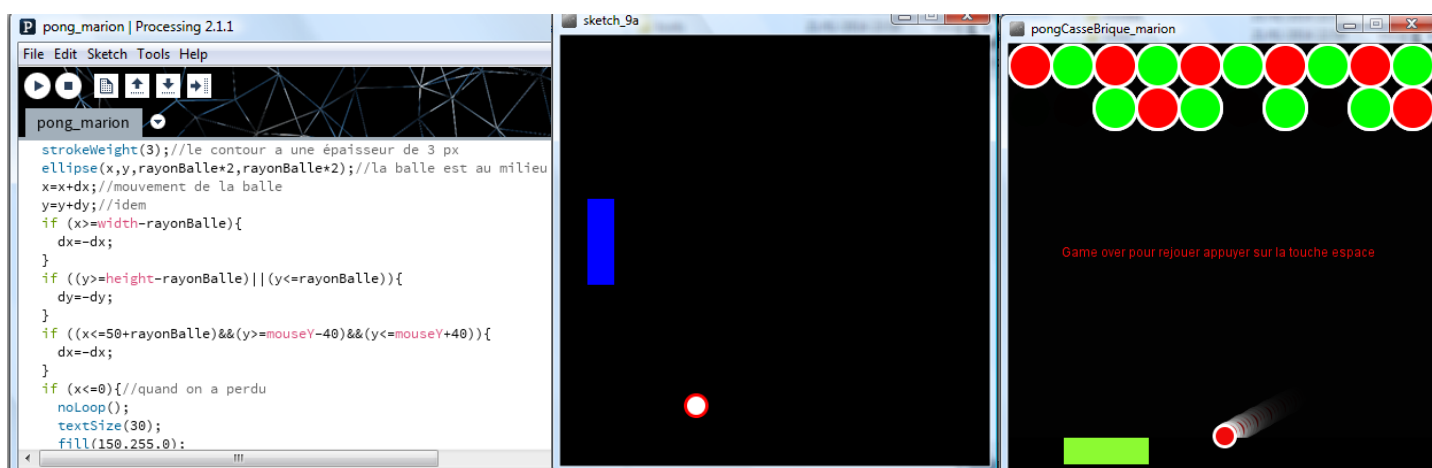 pong_marion | Processing 2.1.1
File Edit Sketch Tools Help
pong_marion
strokeWeight(3);//le contour a une épaisseur de 3 px
ellipse(x,y,rayonBalle*2,rayonBalle*2);//la balle est au milieu
x=x+dx;//mouvement de la balle
y=y+dy;//idem
if (x>=width-rayonBalle){
dx=-dx;
}
if ((y>=height-rayonBalle)||(y<=rayonBalle)){
dy=-dy;
}
if ((x<=50+rayonBalle)&&(y>=mouseY-40)&&(y<=mouseY+40)){
dx=-dx;
}
if (x<=0){//quand on a perdu
noLoop();
textSize(30);
fill(150,255,0);
sketch_9a
pongCasseBrique_marion
Game over pour rejouer appuyer sur la touche espace